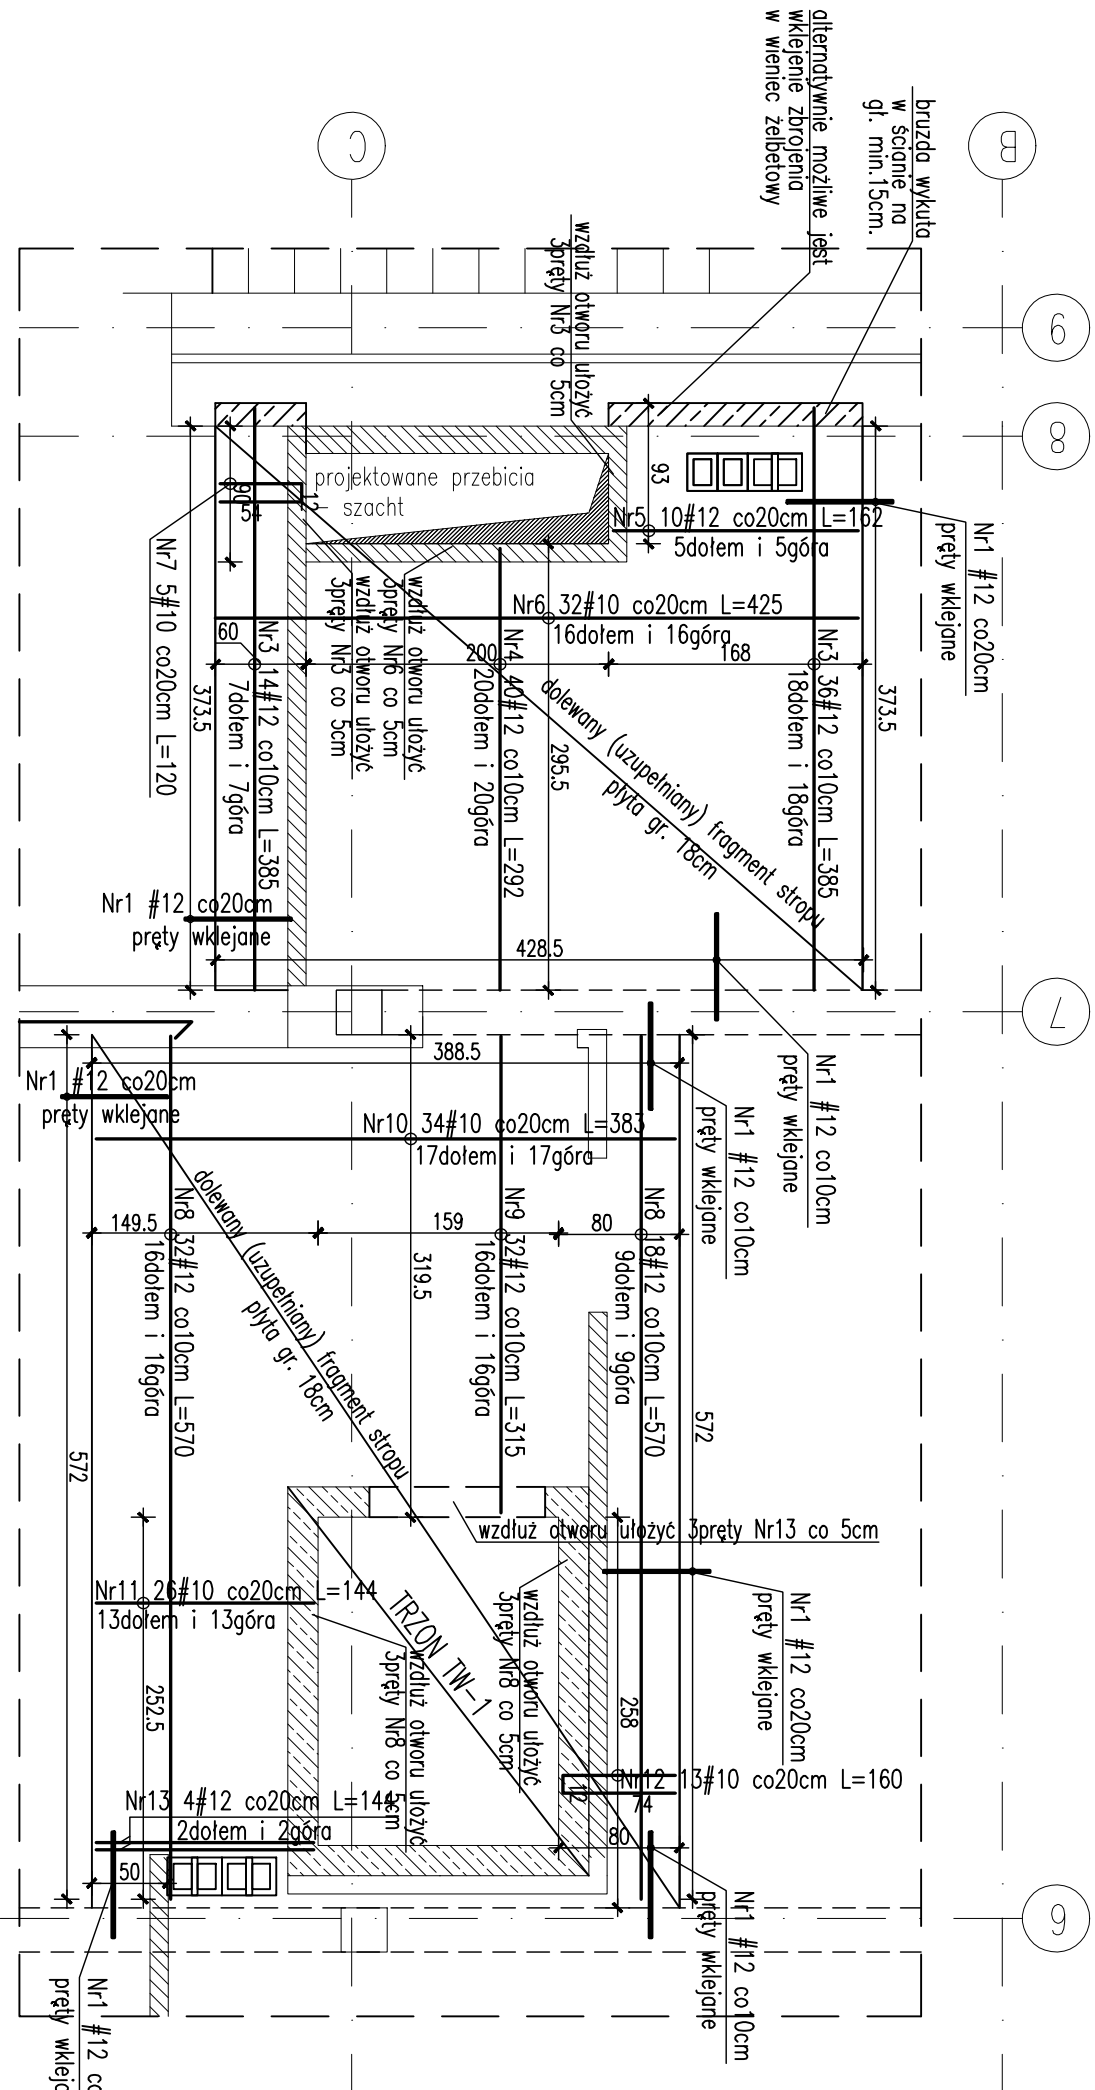 alternatywnie możliwe jest
wklejenie zbrojenia
w wieniec żelbetowy
bruzda wykuta
w ścianie na
gł. min.15cm.
C
B
9
8
7
6
wzdłuż otworu ułożyć
3pręty Nr3 co 5cm
projektowane przebicia
– szacht
93
Nr5 10#12 co20cm L=162
5dołem i 5góra
Nr1 #12 co20cm
pręty wklejane
90
54
12
Nr7 5#10 co20cm L=120
wzdłuż otworu ułożyć
3pręty Nr6 co 5cm
wzdłuż otworu ułożyć
3pręty Nr3 co 5cm
Nr6 32#10 co20cm L=425
16dołem i 16góra
60
200
168
373.5
373.5
Nr3 14#12 co10cm L=385
7dołem i 7góra
Nr4 40#12 co10cm L=292
20dołem i 20góra
295.5
Nr3 36#12 co10cm L=385
18dołem i 18góra
dolewany (uzupełniany) fragment stropu
płyta gr. 18cm
Nr1 #12 co20cm
pręty wklejane
428.5
Nr1 #12 co10cm
pręty wklejane
388.5
Nr1 #12 co20cm
pręty wklejane
Nr1 #12 co10cm
pręty wklejane
Nr10 34#10 co20cm L=383
17dołem i 17góra
dolewany (uzupełniany) fragment stropu
płyta gr. 18cm
149.5
159
80
319.5
Nr8 32#12 co10cm L=570
16dołem i 16góra
Nr9 32#12 co10cm L=315
16dołem i 16góra
Nr8 18#12 co10cm L=570
9dołem i 9góra
572
572
wzdłuż otworu ułożyć 3pręty Nr13 co 5cm
Nr11 26#10 co20cm L=144
13dołem i 13góra
TRZON TW-1
wzdłuż otworu ułożyć
3pręty Nr8 co 5cm
wzdłuż otworu ułożyć
3pręty Nr8 co 5cm
Nr1 #12 co20cm
pręty wklejane
252.5
258
Nr12 13#10 co20cm L=160
12
74
Nr13 4#12 co20cm L=144
2dołem i 2góra
80
50
Nr1 #12 co10cm
pręty wklejane
Nr1 #12 co
pręty wkleja